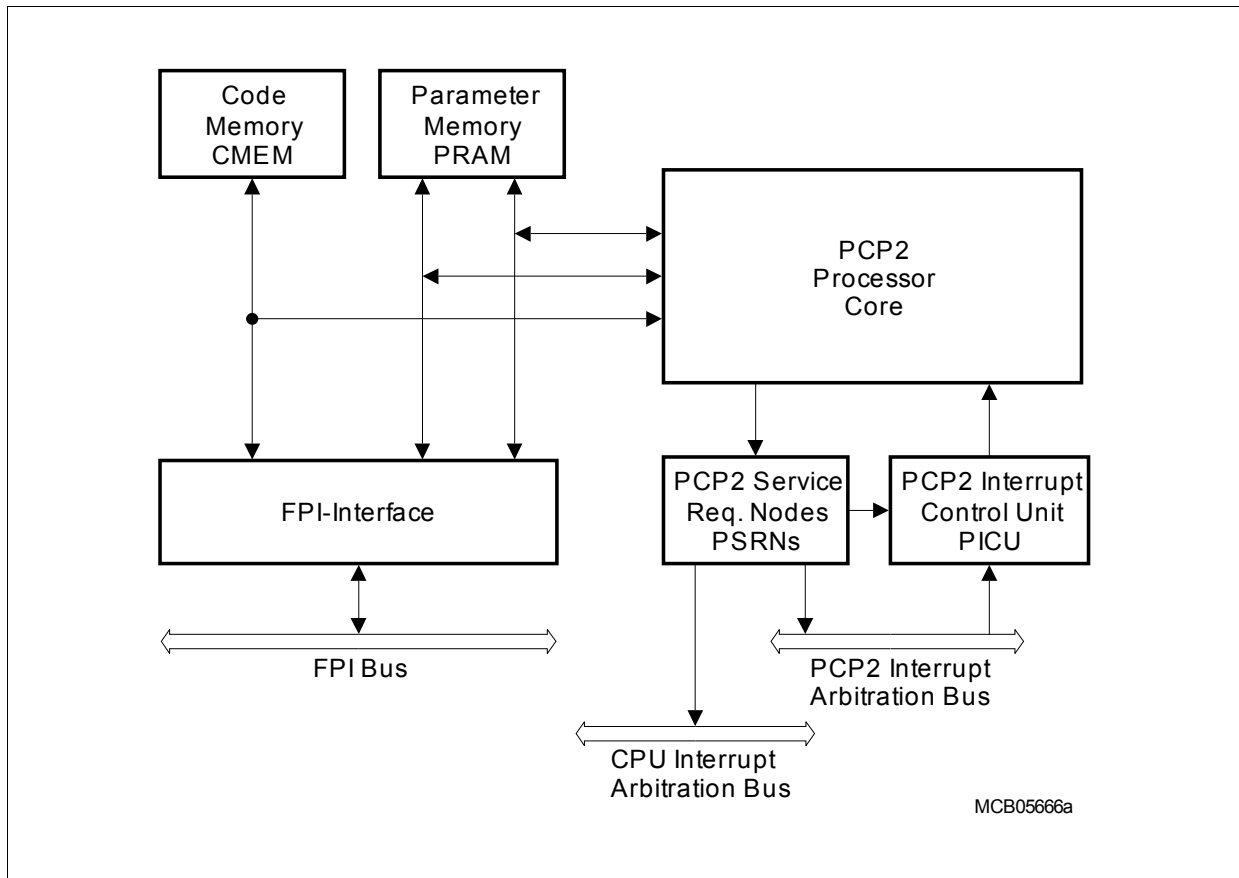 Code
Memory
CMEM
Parameter
Memory
PRAM
PCP2
Processor
Core
FPI-Interface
PCP2 Service
Req. Nodes
PSRNs
PCP2 Interrupt
Control Unit
PICU
FPI Bus
PCP2 Interrupt
Arbitration Bus
CPU Interrupt
Arbitration Bus
MCB05666a